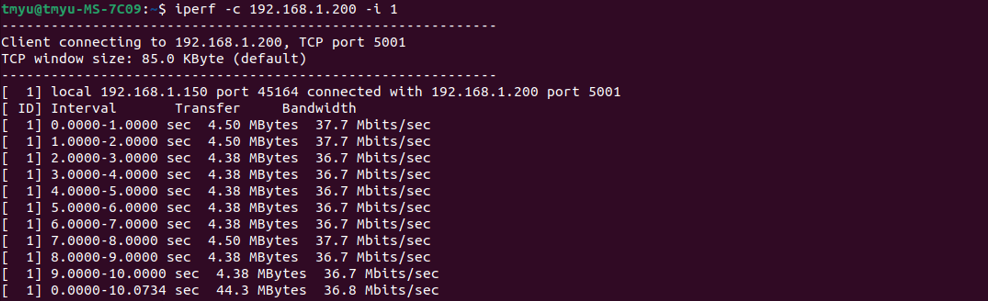 tmyu@tmyu-MS-7C09:~$ iperf -c 192.168.1.200 -i 1
------------------------------------------------------------
Client connecting to 192.168.1.200, TCP port 5001
TCP window size: 85.0 KByte (default)
------------------------------------------------------------
[  1] local 192.168.1.150 port 45164 connected with 192.168.1.200 port 5001
[ ID] Interval       Transfer     Bandwidth
[  1] 0.0000-1.0000 sec  4.50 MBytes  37.7 Mbits/sec
[  1] 1.0000-2.0000 sec  4.50 MBytes  37.7 Mbits/sec
[  1] 2.0000-3.0000 sec  4.38 MBytes  36.7 Mbits/sec
[  1] 3.0000-4.0000 sec  4.38 MBytes  36.7 Mbits/sec
[  1] 4.0000-5.0000 sec  4.38 MBytes  36.7 Mbits/sec
[  1] 5.0000-6.0000 sec  4.38 MBytes  36.7 Mbits/sec
[  1] 6.0000-7.0000 sec  4.38 MBytes  36.7 Mbits/sec
[  1] 7.0000-8.0000 sec  4.50 MBytes  37.7 Mbits/sec
[  1] 8.0000-9.0000 sec  4.38 MBytes  36.7 Mbits/sec
[  1] 9.0000-10.0000 sec  4.38 MBytes  36.7 Mbits/sec
[  1] 0.0000-10.0734 sec  44.3 MBytes  36.8 Mbits/sec